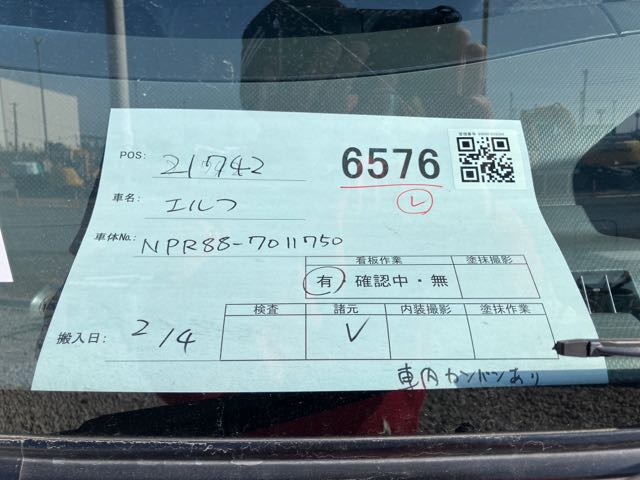 POS: 21742
6576
レ
車名: エルフ
車体No. NPR88-7011750
看板作業 塗抹撮影
有・確認中・無
検査 諸元 内装撮影 塗抹作業
搬入日: 2/4 レ
車内カンバンあり